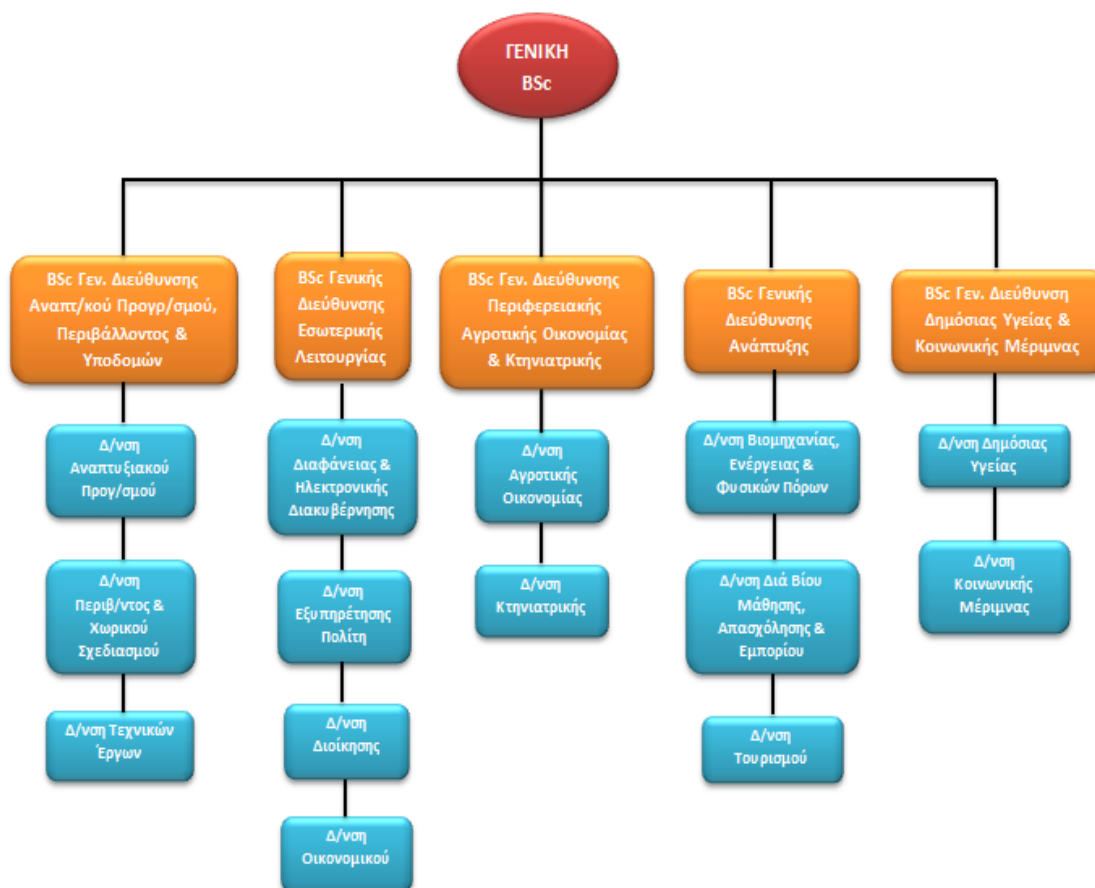 ΓΕΝΙΚΗ
BSc
BSc Γεν. Διεύθυνσης
Αναπτ/κού Προγρ/σμού,
Περιβάλλοντος &
Υποδομών
BSc Γενικής
Διεύθυνσης
Εσωτερικής
Λειτουργίας
BSc Γεν. Διεύθυνσης
Περιφερειακής
Αγροτικής Οικονομίας
& Κτηνιατρικής
BSc Γενικής
Διεύθυνσης
Ανάπτυξης
BSc Γεν. Διεύθυνση
Δημόσιας Υγείας &
Κοινωνικής Μέριμνας
Δ/νση
Αναπτυξιακού
Προγ/σμού
Δ/νση
Περιβ/ντος &
Χωρικού
Σχεδιασμού
Δ/νση Τεχνικών
Έργων
Δ/νση
Διαφάνειας &
Ηλεκτρονικής
Διακυβέρνησης
Δ/νση
Εξυπηρέτησης
Πολίτη
Δ/νση
Διοίκησης
Δ/νση
Οικονομικού
Δ/νση
Αγροτικής
Οικονομίας
Δ/νση
Κτηνιατρικής
Δ/νση Βιομηχανίας,
Ενέργειας &
Φυσικών Πόρων
Δ/νση Διά Βίου
Μάθησης,
Απασχόλησης &
Εμπορίου
Δ/νση
Τουρισμού
Δ/νση Δημόσιας
Υγείας
Δ/νση
Κοινωνικής
Μέριμνας